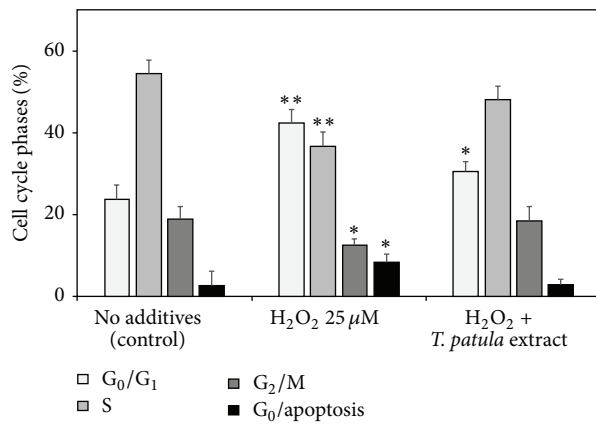 Cell cycle phases (%)
60
40
20
0
**
**
*
*
*
No additives
(control)
H₂O₂ 25 μM
H₂O₂ +
T. patula extract
G₀/G₁
S
G₂/M
G₀/apoptosis